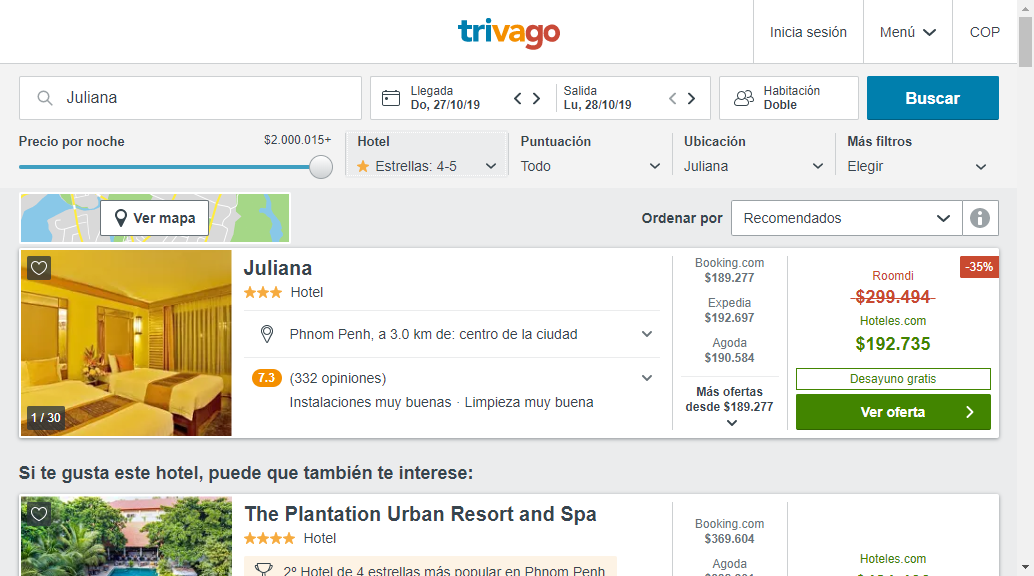 trivago
Inicia sesión
Menú
COP
Juliana
Llegada
Do, 27/10/19
Salida
Lu, 28/10/19
Habitación
Doble
Buscar
Precio por noche
$2.000.015+
Hotel
Estrellas: 4-5
Puntuación
Todo
Ubicación
Juliana
Más filtros
Elegir
Ver mapa
Ordenar por
Recomendados
Juliana
Hotel
Phnom Penh, a 3.0 km de: centro de la ciudad
7.3 (332 opiniones)
Instalaciones muy buenas · Limpieza muy buena
1 / 30
Booking.com
$189.277
Expedia
$192.697
Agoda
$190.584
Más ofertas
desde $189.277
-35%
Roomdi
$299.494
Hoteles.com
$192.735
Desayuno gratis
Ver oferta
Si te gusta este hotel, puede que también te interese:
The Plantation Urban Resort and Spa
Hotel
2º Hotel de 4 estrellas más popular en Phnom Penh
Booking.com
$369.604
Agoda
Hoteles.com